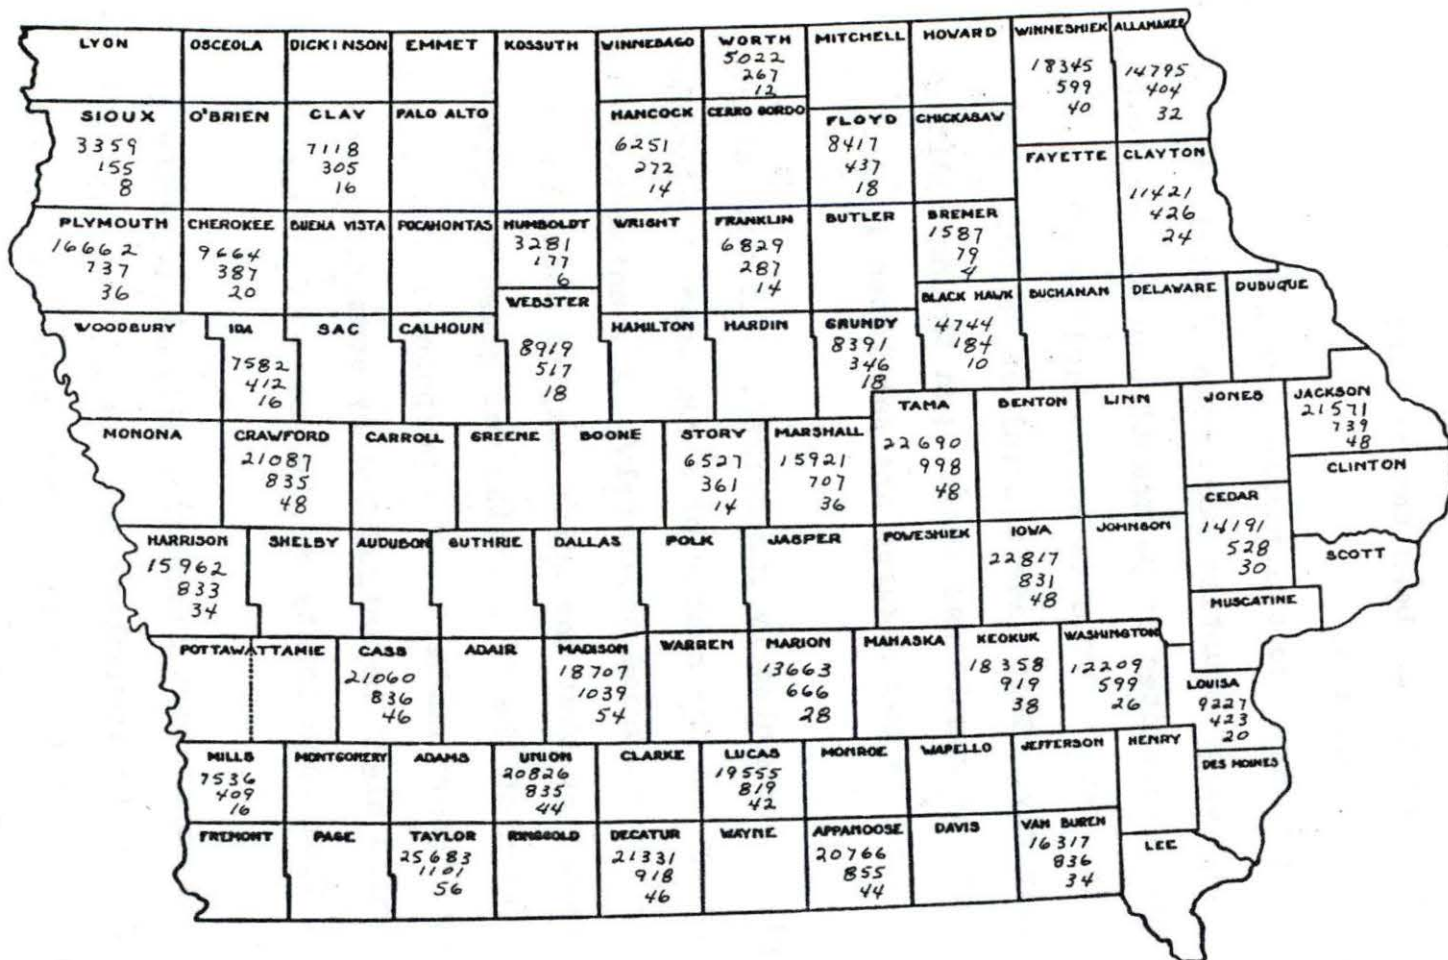 LYON
OSCEOLA
DICKINSON
EMMET
KOSSUTH
WINNEBAGO
WORTH
5022
267
12
MITCHELL
HOWARD
WINNESHIEK
18345
599
40
ALLAMAKEE
14795
404
32
SIOUX
3359
155
8
O'BRIEN
CLAY
7118
305
16
PALO ALTO
HANCOCK
6251
272
14
CERRO GORDO
FLOYD
8417
437
18
CHICKASAW
FAYETTE
CLAYTON
11421
426
24
PLYMOUTH
16662
737
36
CHEROKEE
9664
387
20
BUENA VISTA
POCAHONTAS
HUMBOLDT
3281
177
6
WRIGHT
FRANKLIN
6829
287
14
BUTLER
BREMER
1587
79
4
WOODBURY
IDA
7582
412
16
SAC
CALHOUN
WEBSTER
8919
517
18
HAMILTON
HARDIN
GRUNDY
8391
346
18
BLACK HAWK
4744
184
10
BUCHANAN
DELAWARE
DUBUQUE
MONONA
CRAWFORD
21087
835
48
CARROLL
GREENE
BOONE
STORY
6527
361
14
MARSHALL
15921
707
36
TAMA
22690
998
48
BENTON
LINN
JONES
JACKSON
21571
739
48
CLINTON
CEDAR
14191
528
30
HARRISON
15962
833
34
SHELBY
AUDUBON
GUTHRIE
DALLAS
POLK
JASPER
POWESHIEK
IOWA
22817
831
48
JOHNSON
SCOTT
MUSCATINE
POTTAWATTAMIE
CASS
21060
836
46
ADAIR
MADISON
18707
1039
54
WARREN
MARION
13663
666
28
MAHASKA
KEOKUK
18358
919
38
WASHINGTON
12209
599
26
LOUISA
9227
423
20
MILLS
7536
409
16
MONTGOMERY
ADAMS
UNION
20826
835
44
CLARKE
LUCAS
19555
819
42
MONROE
WAPELLO
JEFFERSON
HENRY
DES MOINES
FREMONT
PAGE
TAYLOR
25683
1101
56
RINGGOLD
DECATUR
21331
918
46
WAYNE
APPANOOSE
20766
855
44
DAVIS
VAN BUREN
16317
836
34
LEE